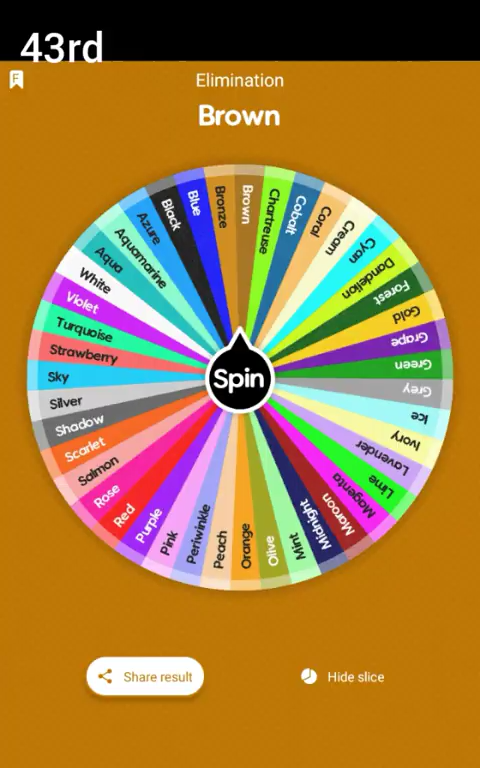 43rd
F
Elimination
Brown
Brown
Chartreuse
Cobalt
Coral
Cream
Cyan
Dandelion
Forest
Gold
Grape
Green
Grey
Ice
Ivory
Lavender
Lime
Magenta
Maroon
Midnight
Mint
Olive
Orange
Peach
Periwinkle
Pink
Purple
Red
Rose
Salmon
Scarlet
Shadow
Silver
Sky
Strawberry
Turquoise
Violet
White
Aqua
Aquamarine
Azure
Black
Blue
Bronze
Spin
Share result
Hide slice